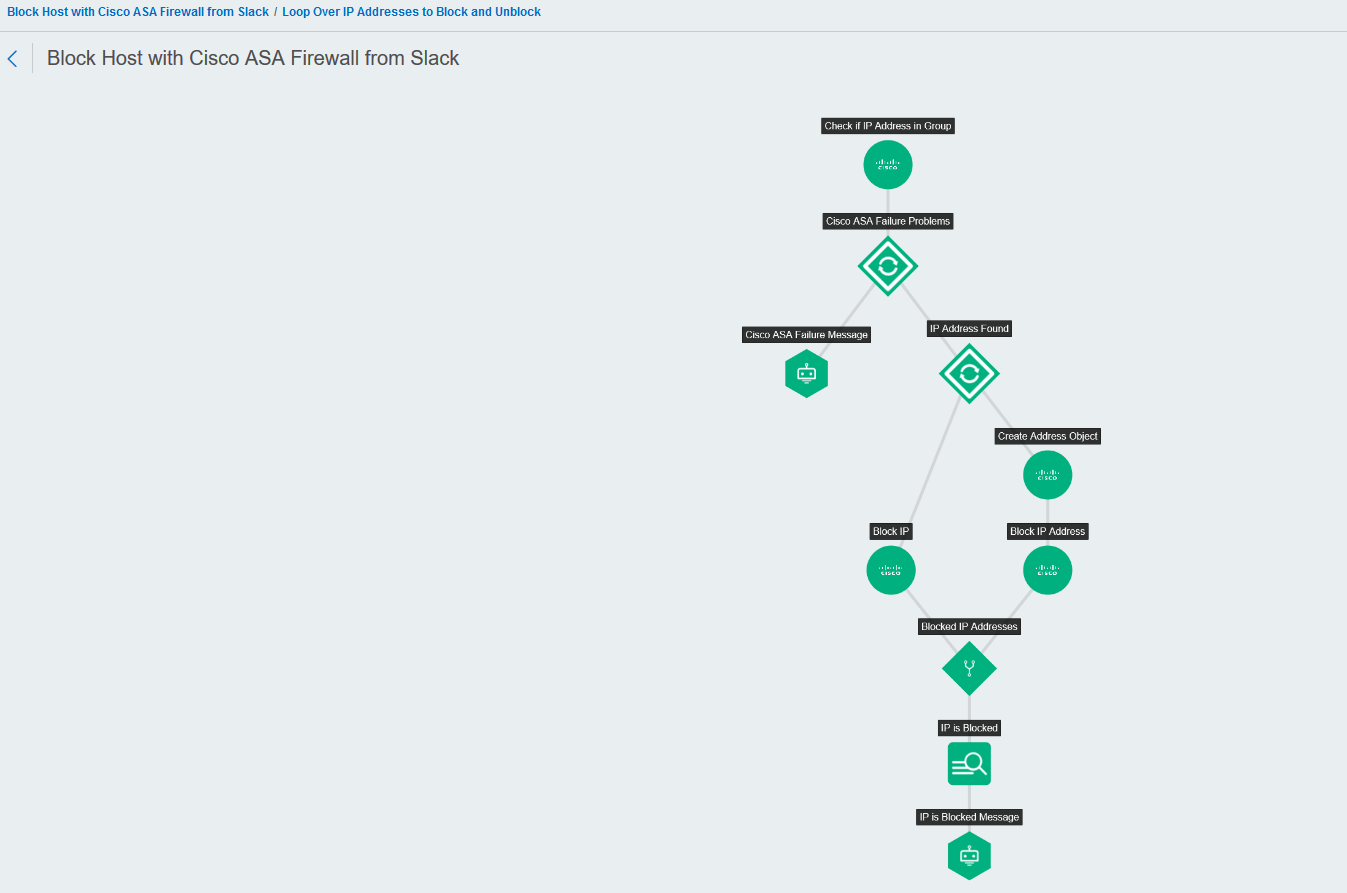 Block Host with Cisco ASA Firewall from Slack / Loop Over IP Addresses to Block and Unblock
Block Host with Cisco ASA Firewall from Slack
Check if IP Address in Group
CISCO
Cisco ASA Failure Problems
Cisco ASA Failure Message
IP Address Found
Create Address Object
CISCO
Block IP
Block IP Address
CISCO
CISCO
Blocked IP Addresses
IP is Blocked
IP is Blocked Message